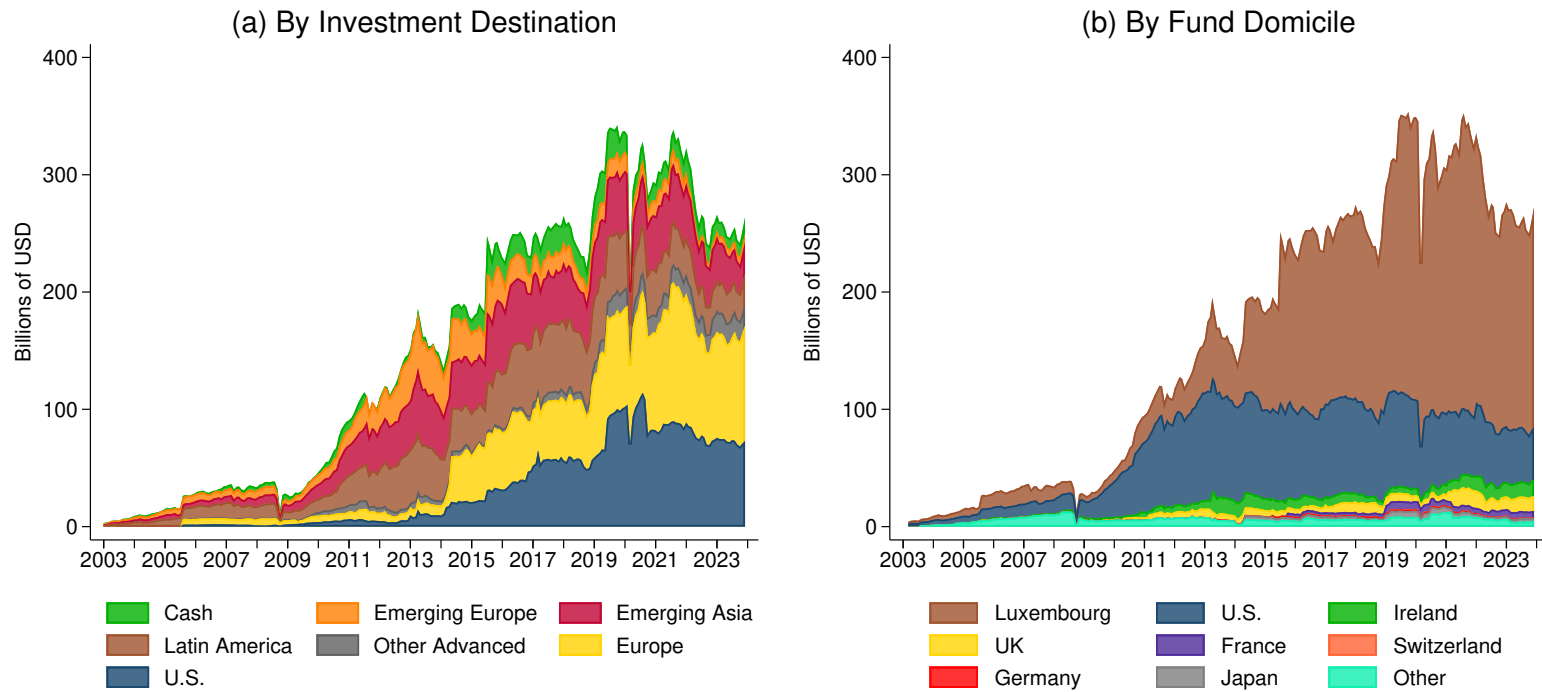 (a) By Investment Destination
400
300
200
100
0
Billions of USD
2003 2005 2007 2009 2011 2013 2015 2017 2019 2021 2023
Cash Emerging Europe Emerging Asia
Latin America Other Advanced Europe
U.S.
(b) By Fund Domicile
400
300
200
100
0
Billions of USD
2003 2005 2007 2009 2011 2013 2015 2017 2019 2021 2023
Luxembourg U.S. Ireland
UK France Switzerland
Germany Japan Other